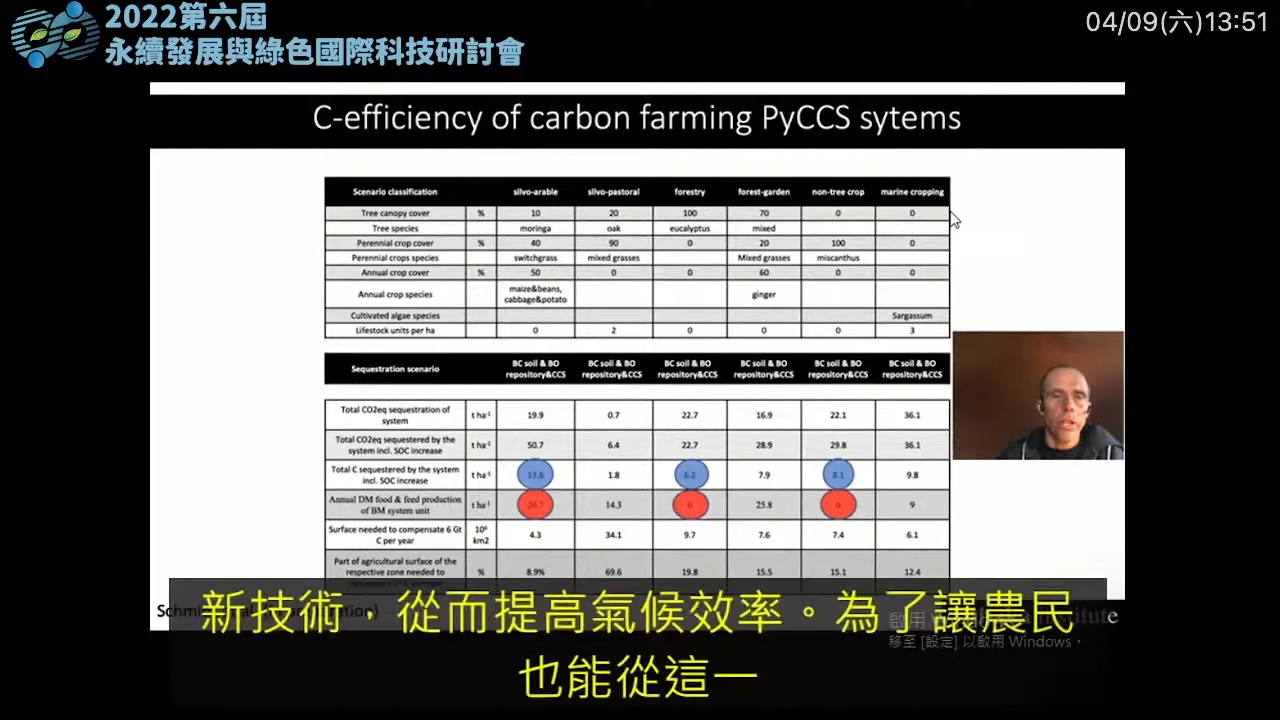 2022第六屆
永續發展與綠色國際科技研討會
04/09(六)13:51
C-efficiency of carbon farming PyCCS sytems
Scenario classification silvo-arable silvo-pastoral forestry forest-garden non-tree crop marine cropping
Tree canopy cover % 10 20 100 70 0 0
Tree species moringa oak eucalyptus mixed
Perennial crop cover % 40 90 0 20 100 0
Perennial crops species switchgrass mixed grasses Mixed grasses miscanthus
Annual crop cover % 50 0 0 60 0 0
Annual crop species maize&beans, cabbage&potato ginger
Cultivated algae species Sargassum
Lifestock units per ha 0 2 0 0 0 3
Sequestration scenario BC soil & BO repository&CCS BC soil & BO repository&CCS BC soil & BO repository&CCS BC soil & BO repository&CCS BC soil & BO repository&CCS BC soil & BO repository&CCS
Total CO2eq sequestration of system t ha-1 19.9 0.7 22.7 16.9 22.1 36.1
Total CO2eq sequestered by the system incl. SOC increase t ha-1 50.7 6.4 22.7 28.9 29.8 36.1
Total C sequestered by the system incl. SOC increase t ha-1 13.8 1.8 6.2 7.9 8.1 9.8
Annual DM food & feed production of BM system unit t ha-1 14.3 0 25.8 0 9
Surface needed to compensate 6 Gt C per year 10⁶ km2 4.3 34.1 9.7 7.6 7.4 6.1
Part of agricultural surface of the respective zone needed to % 8.9% 69.6 19.8 15.5 15.1 12.4
新技術，從而提高氣候效率。為了讓農民
也能從這一
啟用 Windows
移至 [設定] 以啟用 Windows。